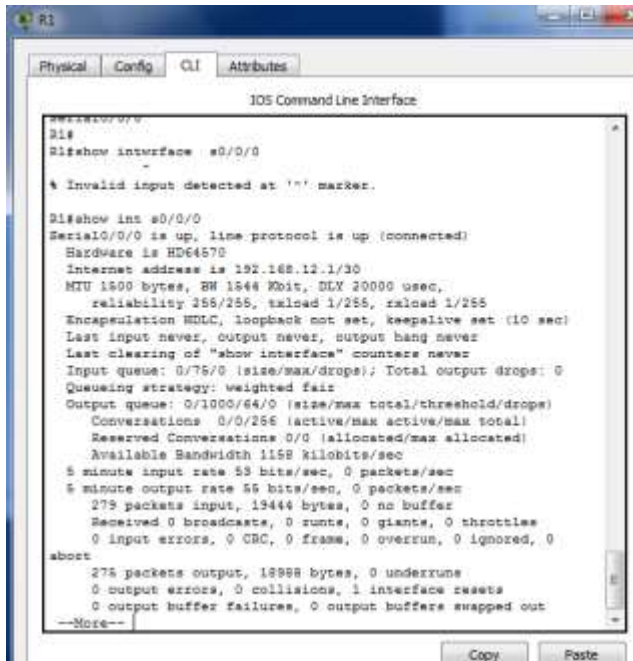 R1
Physical Config CLI Attributes
IOS Command Line Interface
Serial0/0/0
R1#
R1#show intwrface s0/0/0
^
% Invalid input detected at '^' marker.
R1#show int s0/0/0
Serial0/0/0 is up, line protocol is up (connected)
Hardware is HD64570
Internet address is 192.168.12.1/30
MTU 1500 bytes, BW 1544 Kbit, DLY 20000 usec,
reliability 255/255, txload 1/255, rxload 1/255
Encapsulation HDLC, loopback not set, keepalive set (10 sec)
Last input never, output never, output hang never
Last clearing of "show interface" counters never
Input queue: 0/75/0 (size/max/drops); Total output drops: 0
Queueing strategy: weighted fair
Output queue: 0/1000/64/0 (size/max total/threshold/drops)
Conversations 0/0/256 (active/max active/max total)
Reserved Conversations 0/0 (allocated/max allocated)
Available Bandwidth 1158 kilobits/sec
5 minute input rate 53 bits/sec, 0 packets/sec
5 minute output rate 55 bits/sec, 0 packets/sec
279 packets input, 19444 bytes, 0 no buffer
Received 0 broadcasts, 0 runts, 0 giants, 0 throttles
0 input errors, 0 CRC, 0 frame, 0 overrun, 0 ignored, 0
abort
275 packets output, 18988 bytes, 0 underruns
0 output errors, 0 collisions, 1 interface resets
0 output buffer failures, 0 output buffers swapped out
--More--
Copy Paste